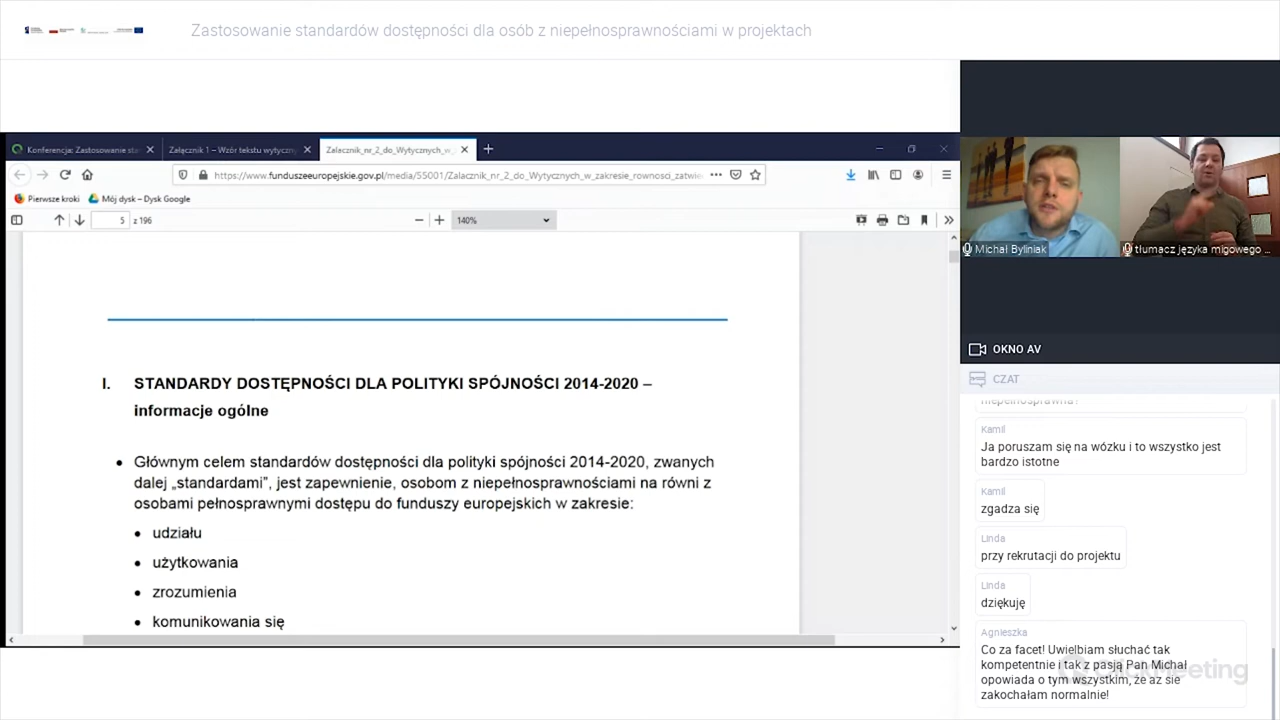 Zastosowanie standardów dostępności dla osób z niepełnosprawnościami w projektach
Konferencja: Zastosowanie sta
Załącznik 1 – Wzór tekstu wytyczn
Zalacznik_nr_2_do_Wytycznych_w_
https://www.funduszeeuropejskie.gov.pl/media/55001/Zalacznik_nr_2_do_Wytycznych_w_zakresie_rownosci_zatwie
Pierwsze kroki
Mój dysk – Dysk Google
5
z 196
140%
I. STANDARDY DOSTĘPNOŚCI DLA POLITYKI SPÓJNOŚCI 2014-2020 –
informacje ogólne
• Głównym celem standardów dostępności dla polityki spójności 2014-2020, zwanych
dalej „standardami”, jest zapewnienie, osobom z niepełnosprawnościami na równi z
osobami pełnosprawnymi dostępu do funduszy europejskich w zakresie:
• udziału
• użytkowania
• zrozumienia
• komunikowania się
Michał Byliniak
tłumacz języka migowego ...
OKNO AV
CZAT
niepełnosprawna?
Kamil
Ja poruszam się na wózku i to wszystko jest
bardzo istotne
Kamil
zgadza się
Linda
przy rekrutacji do projektu
Linda
dziękuję
Agnieszka
Co za facet! Uwielbiam słuchać tak
kompetentnie i tak z pasją Pan Michał
opowiada o tym wszystkim, że aż sie
zakochałam normalnie!
ClickMeeting